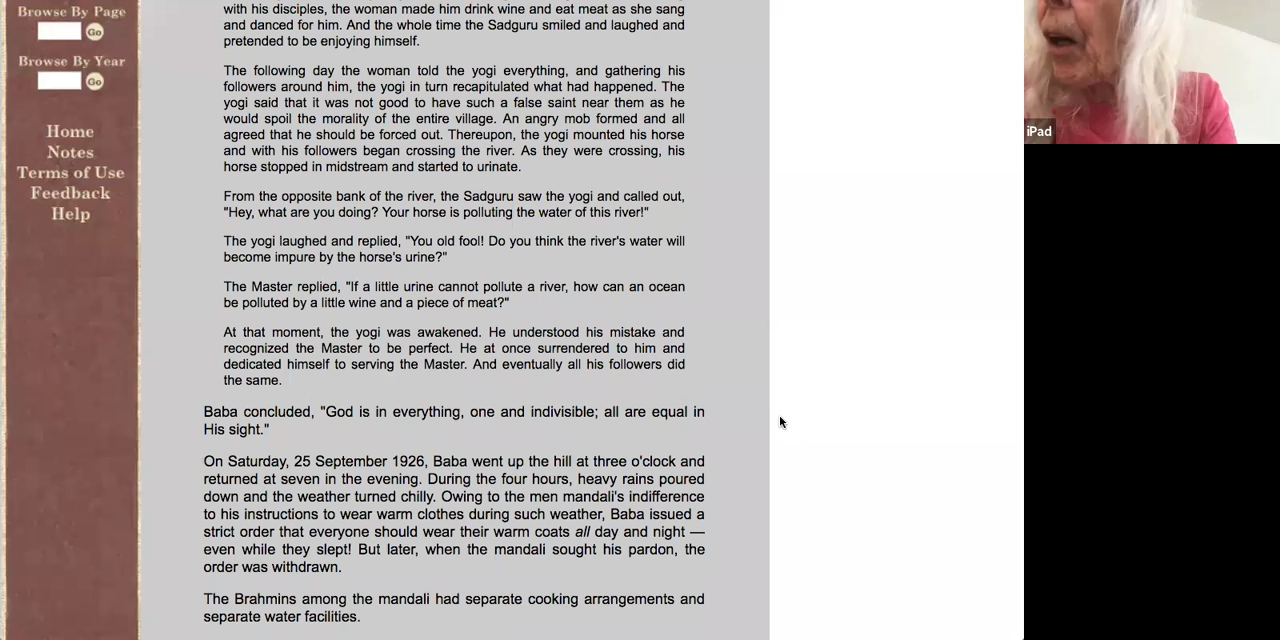 Browse By Page
Go
Browse By Year
Go
Home
Notes
Terms of Use
Feedback
Help
with his disciples, the woman made him drink wine and eat meat as she sang
and danced for him. And the whole time the Sadguru smiled and laughed and
pretended to be enjoying himself.
The following day the woman told the yogi everything, and gathering his
followers around him, the yogi in turn recapitulated what had happened. The
yogi said that it was not good to have such a false saint near them as he
would spoil the morality of the entire village. An angry mob formed and all
agreed that he should be forced out. Thereupon, the yogi mounted his horse
and with his followers began crossing the river. As they were crossing, his
horse stopped in midstream and started to urinate.
From the opposite bank of the river, the Sadguru saw the yogi and called out,
"Hey, what are you doing? Your horse is polluting the water of this river!"
The yogi laughed and replied, "You old fool! Do you think the river's water will
become impure by the horse's urine?"
The Master replied, "If a little urine cannot pollute a river, how can an ocean
be polluted by a little wine and a piece of meat?"
At that moment, the yogi was awakened. He understood his mistake and
recognized the Master to be perfect. He at once surrendered to him and
dedicated himself to serving the Master. And eventually all his followers did
the same.
Baba concluded, "God is in everything, one and indivisible; all are equal in
His sight."
On Saturday, 25 September 1926, Baba went up the hill at three o'clock and
returned at seven in the evening. During the four hours, heavy rains poured
down and the weather turned chilly. Owing to the men mandali's indifference
to his instructions to wear warm clothes during such weather, Baba issued a
strict order that everyone should wear their warm coats all day and night —
even while they slept! But later, when the mandali sought his pardon, the
order was withdrawn.
The Brahmins among the mandali had separate cooking arrangements and
separate water facilities.
iPad